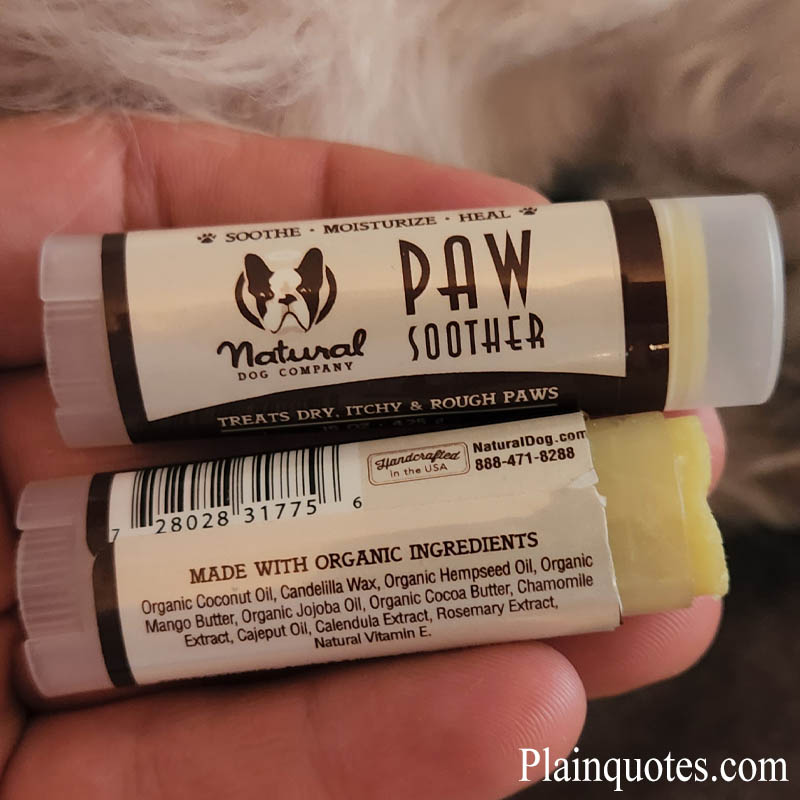 SOOTHE · MOISTURIZE · HEAL
PAW
SOOTHER
Natural
DOG COMPANY
TREATS DRY, ITCHY & ROUGH PAWS
Handcrafted
in the USA
NaturalDog.com
888-471-8288
7 28028 31775 6
MADE WITH ORGANIC INGREDIENTS
Organic Coconut Oil, Candelilla Wax, Organic Hempseed Oil, Organic
Mango Butter, Organic Jojoba Oil, Organic Cocoa Butter, Chamomile
Extract, Cajeput Oil, Calendula Extract, Rosemary Extract,
Natural Vitamin E.
Plainquotes.com